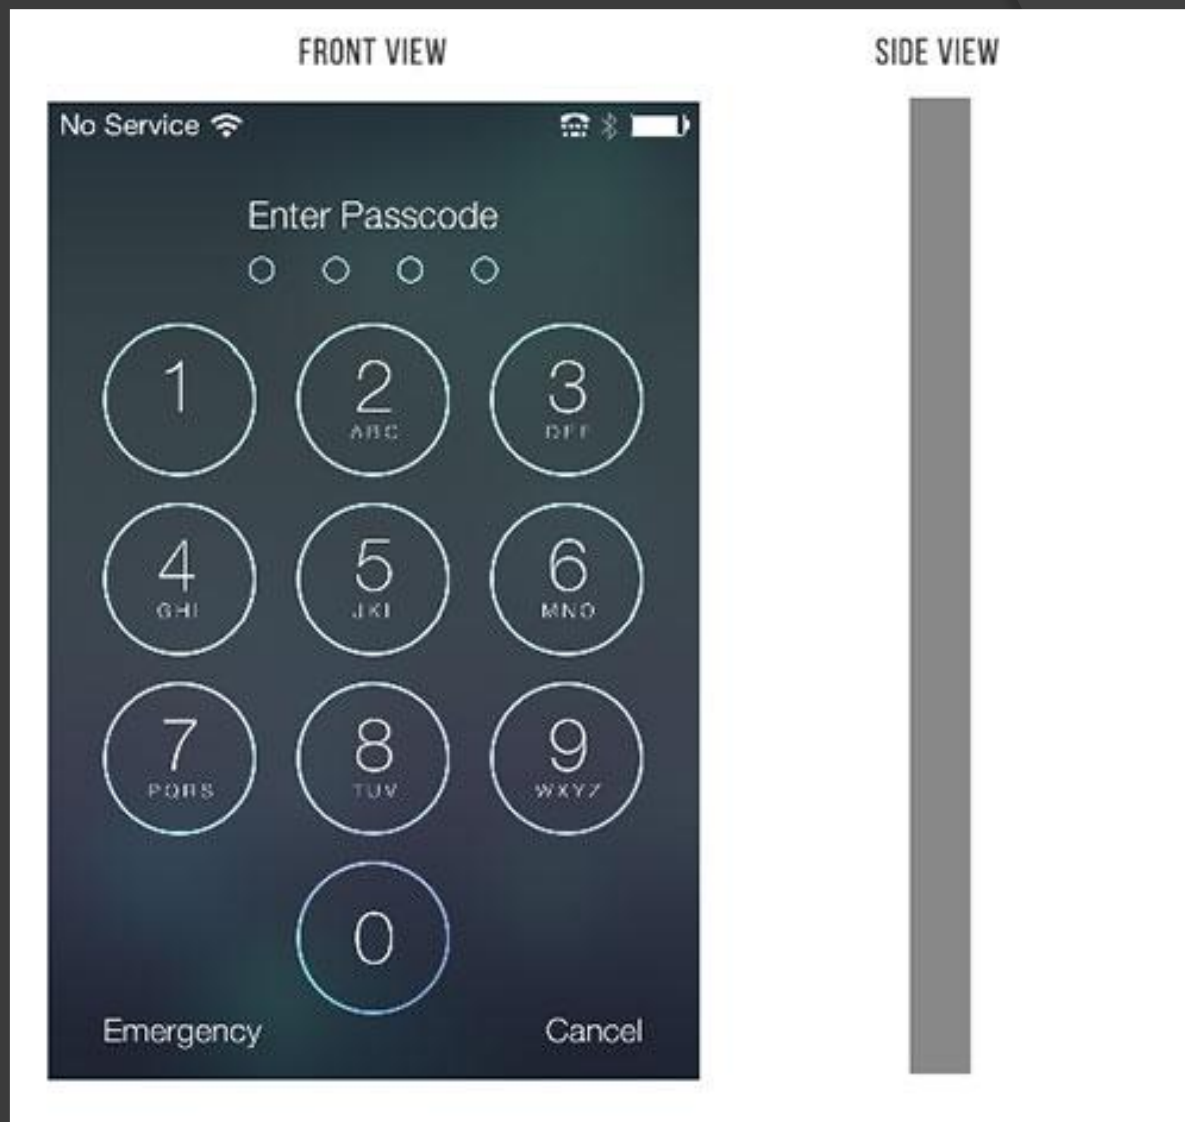 FRONT VIEW
SIDE VIEW
No Service
Enter Passcode
1 2 3
ABC DEF
4 5 6
GHI JKL MNO
7 8 9
PQRS TUV WXYZ
0
Emergency Cancel